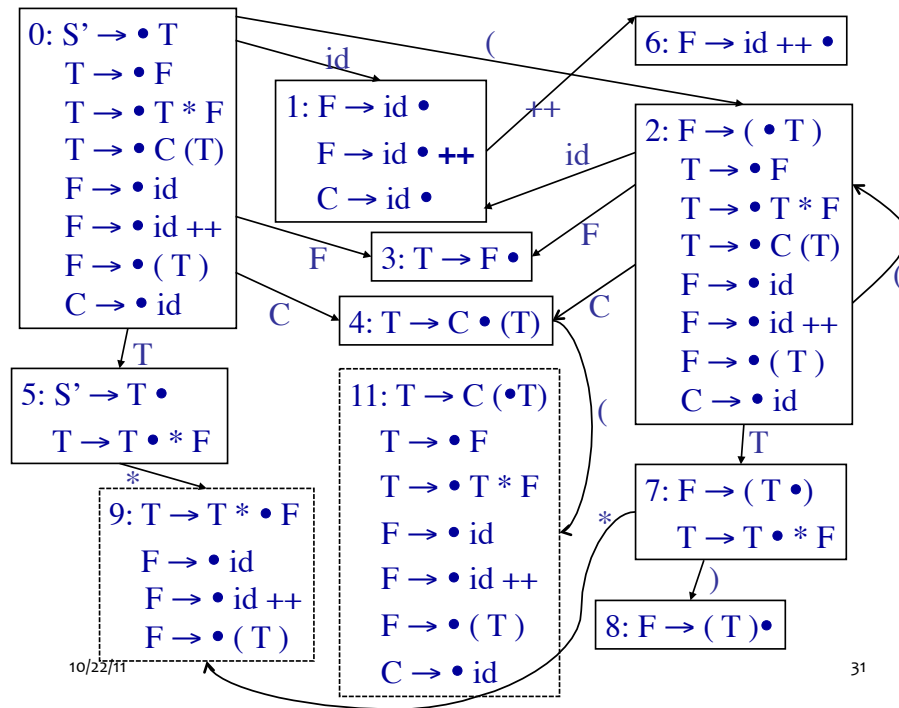 0: S’ → • T
T → • F
T → • T * F
T → • C (T)
F → • id
F → • id ++
F → • ( T )
C → • id
(
id
6: F → id ++ •
1: F → id •
F → id • ++
C → id •
++
id
2: F → ( • T )
T → • F
T → • T * F
T → • C (T)
F → • id
F → • id ++
F → • ( T )
C → • id
(
F
3: T → F •
F
C
4: T → C • (T)
C
T
5: S’ → T •
T → T • * F
*
9: T → T * • F
F → • id
F → • id ++
F → • ( T )
11: T → C (•T)
T → • F
T → • T * F
F → • id
F → • id ++
F → • ( T )
C → • id
(
T
7: F → ( T •)
T → T • * F
*
)
8: F → ( T )•
10/22/11
31